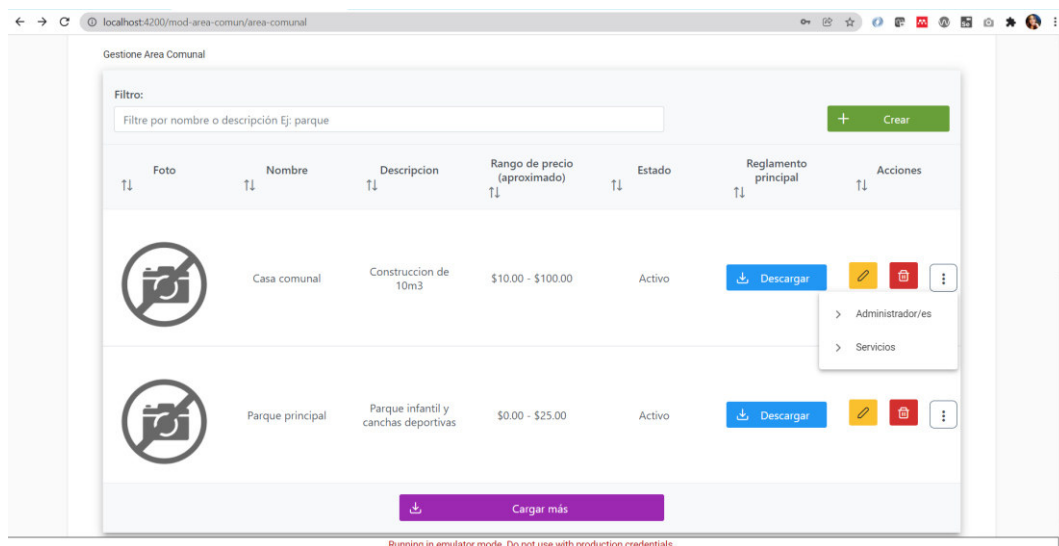 localhost:4200/mod-area-comun/area-comunal
Gestione Area Comunal
Filtro:
Filtre por nombre o descripción Ej: parque
Crear
Foto
Nombre
Descripcion
Rango de precio
(aproximado)
Estado
Reglamento
principal
Acciones
Casa comunal
Construccion de
10m3
$10.00 - $100.00
Activo
Descargar
Administrador/es
Servicios
Parque principal
Parque infantil y
canchas deportivas
$0.00 - $25.00
Activo
Descargar
Cargar más
Running in emulator mode. Do not use with production credentials.